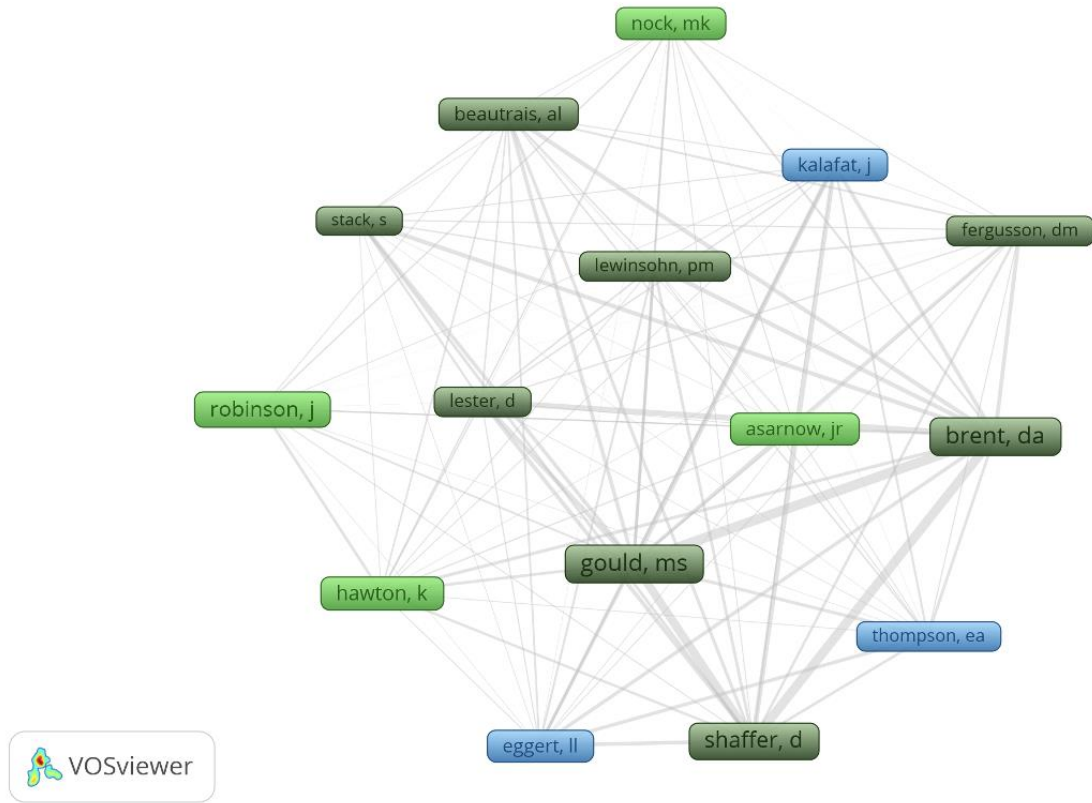 nock, mk
beautrais, al
kalafat, j
stack, s
fergusson, dm
lewinsohn, pm
robinson, j
lester, d
asarnow, jr
brent, da
gould, ms
hawton, k
thompson, ea
eggert, ll
shaffer, d
VOSviewer